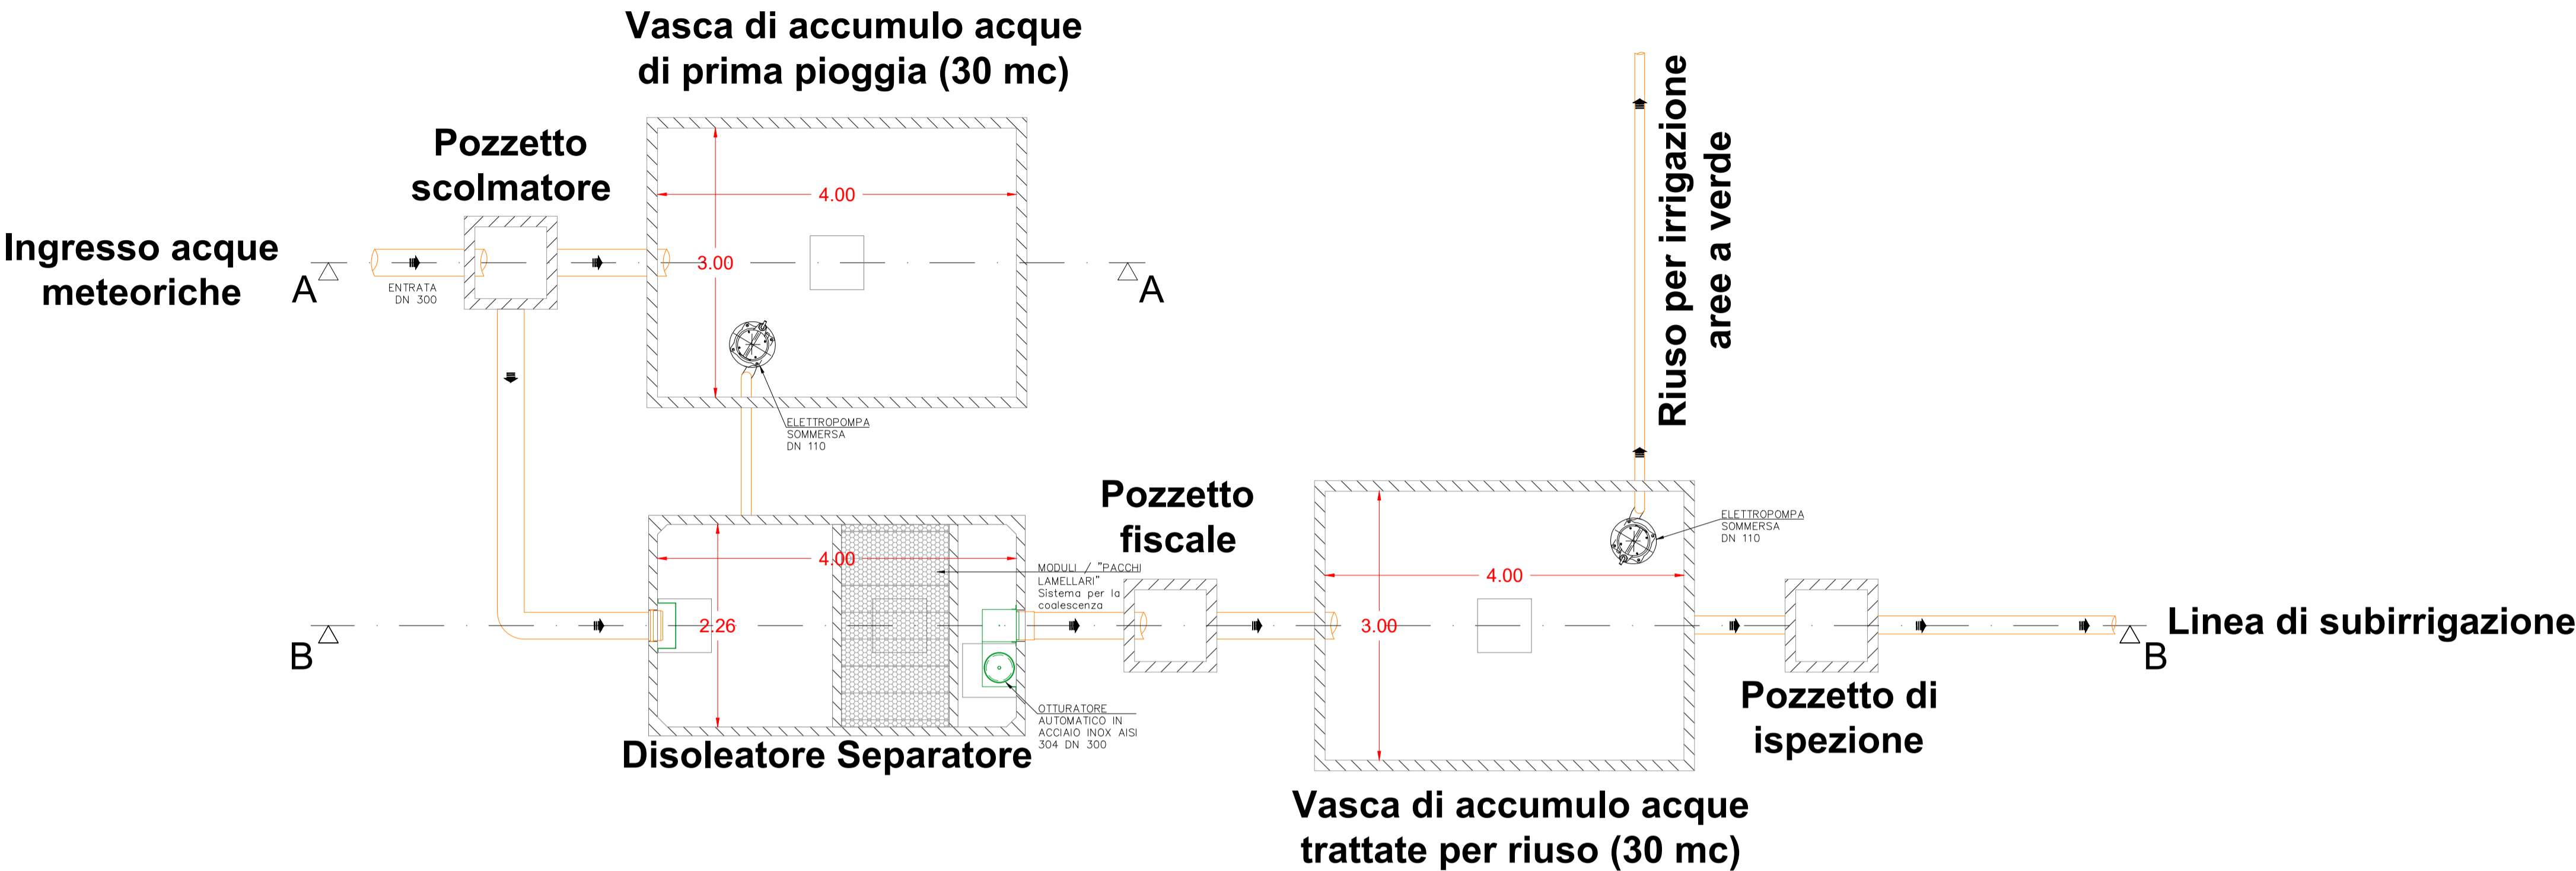 Vasca di accumulo acque
di prima pioggia (30 mc)
Pozzetto
scolmatore
Ingresso acque
meteoriche
A
ENTRATA
DN 300
4.00
3.00
A
ELETTROPOMPA
SOMMERSA
DN 110
Riuso per irrigazione
aree a verde
B
4.00
2.26
MODULI / "PACCHI
LAMELLARI"
Sistema per la
coalescenza
OTTURATORE
AUTOMATICO IN
ACCIAIO INOX AISI
304 DN 300
Disoleatore Separatore
Pozzetto
fiscale
4.00
3.00
ELETTROPOMPA
SOMMERSA
DN 110
Vasca di accumulo acque
trattate per riuso (30 mc)
Pozzetto di
ispezione
B
Linea di subirrigazione